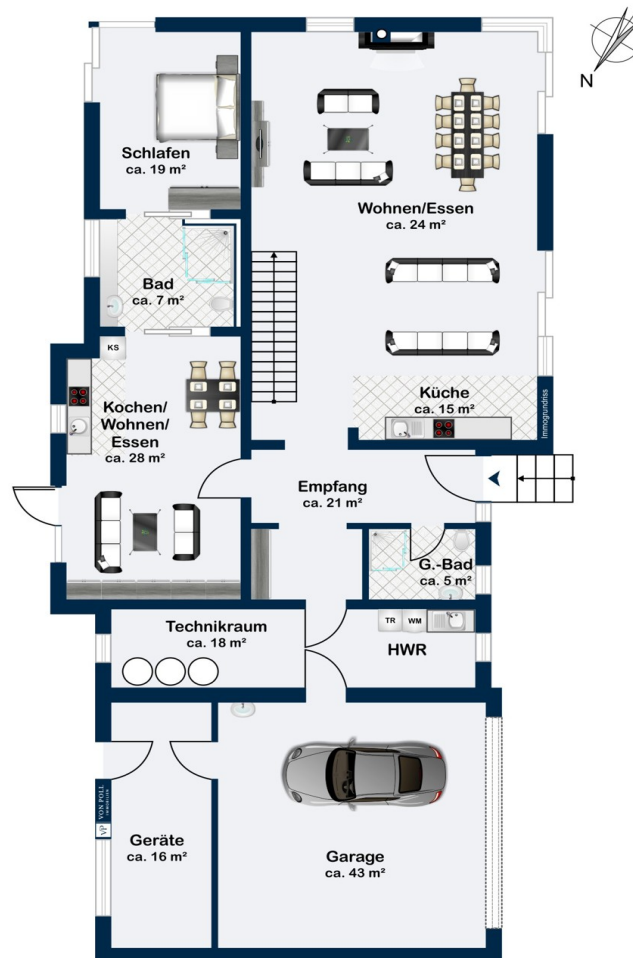 N
Schlafen
ca. 19 m²
Wohnen/Essen
ca. 24 m²
Bad
ca. 7 m²
KS
Kochen/
Wohnen/
Essen
ca. 28 m²
Küche
ca. 15 m²
Immogrundriss
Empfang
ca. 21 m²
G.-Bad
ca. 5 m²
Technikraum
ca. 18 m²
TR
WM
HWR
VP
VON POLL
IMMOBILIEN
Geräte
ca. 16 m²
Garage
ca. 43 m²